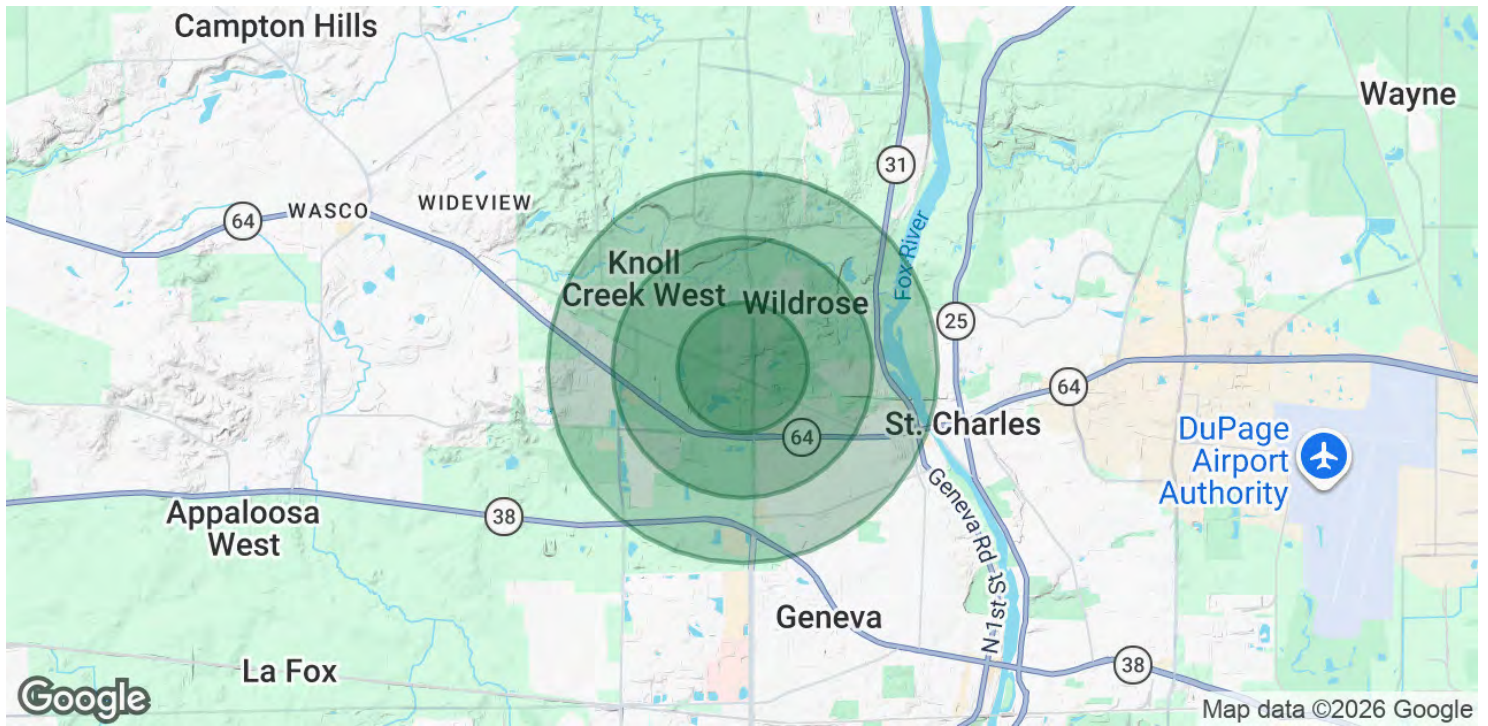 Campton Hills
Wayne
31
64
WASCO
WIDEVIEW
Fox River
Knoll
Creek West
Wildrose
25
64
64
St. Charles
DuPage
Airport
Authority
Geneva Rd
38
Appaloosa
West
N 1st St
Geneva
La Fox
38
Google
Map data ©2026 Google